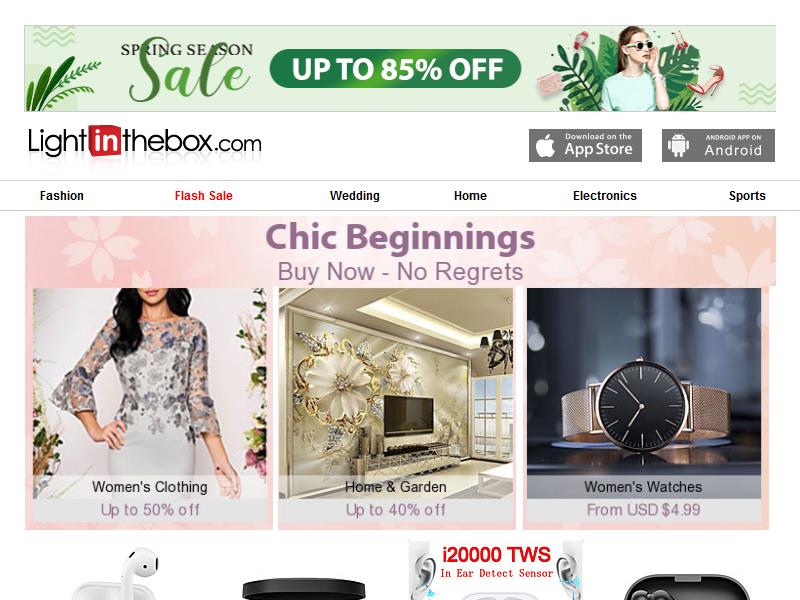 SPRING SEASON
Sale
UP TO 85% OFF
Lightinthebox.com
Download on the
App Store
ANDROID APP ON
Android
Fashion
Flash Sale
Wedding
Home
Electronics
Sports
Chic Beginnings
Buy Now - No Regrets
Women's Clothing
Up to 50% off
Home & Garden
Up to 40% off
Women's Watches
From USD $4.99
i20000 TWS
In Ear Detect Sensor